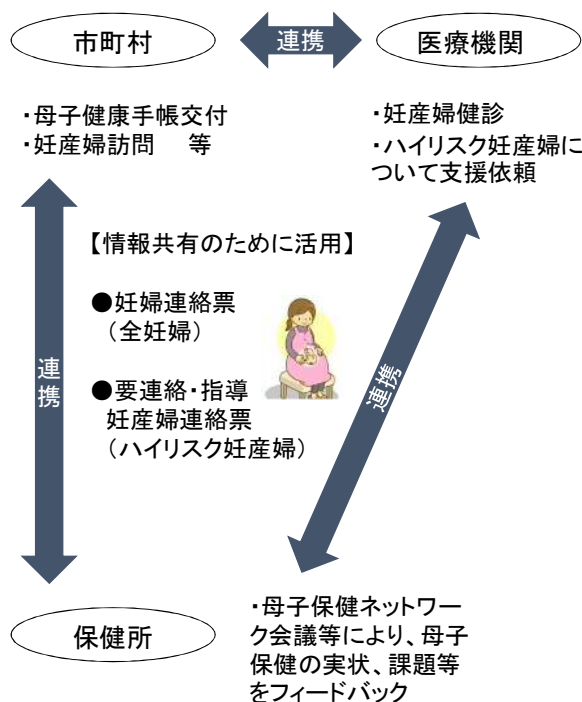 市町村
連携
医療機関
・母子健康手帳交付
・妊産婦訪問 等
・妊産婦健診
・ハイリスク妊産婦に
ついて支援依頼
【情報共有のために活用】
●妊婦連絡票
（全妊婦）
●要連絡・指導
妊産婦連絡票
（ハイリスク妊産婦）
連携
連携
保健所
・母子保健ネットワー
ク会議等により、母子
保健の実状、課題等
をフィードバック